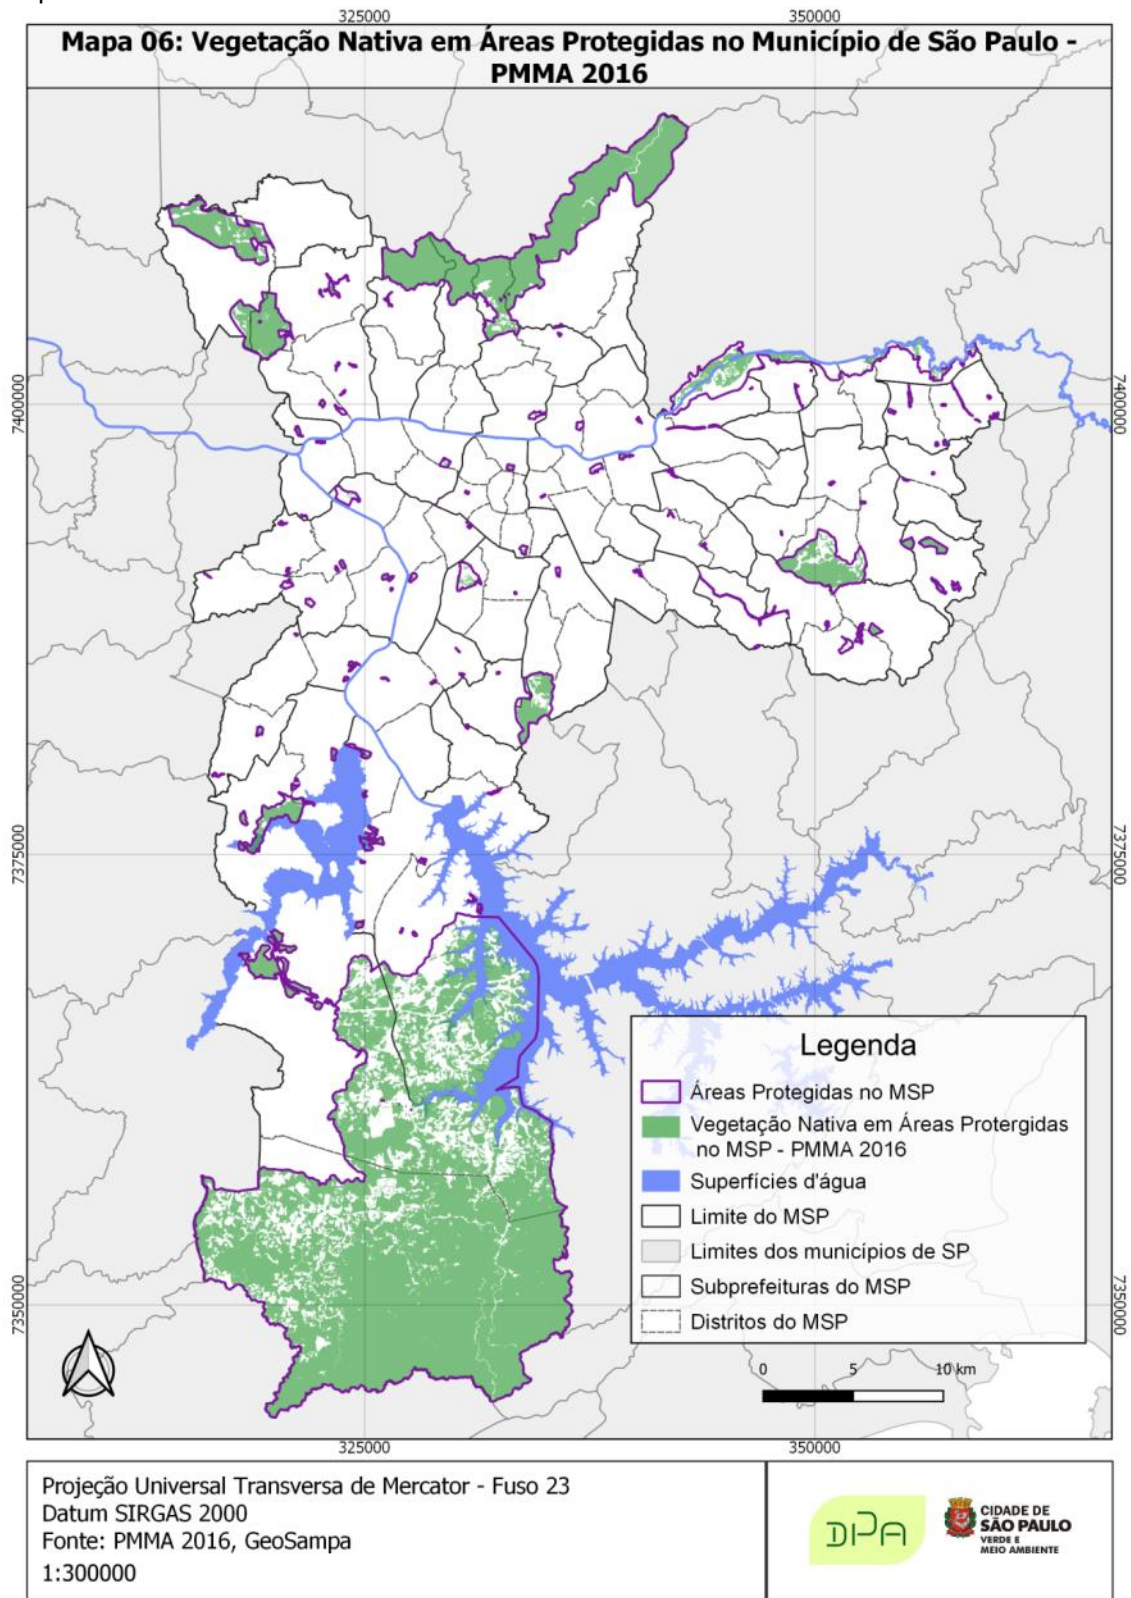 325000
350000
Mapa 06: Vegetação Nativa em Áreas Protegidas no Município de São Paulo -
PMMA 2016
7400000
7400000
7375000
7375000
Legenda
Áreas Protegidas no MSP
Vegetação Nativa em Áreas Protergidas
no MSP - PMMA 2016
Superfícies d'água
Limite do MSP
Limites dos municípios de SP
Subprefeituras do MSP
Distritos do MSP
7350000
7350000
0 5 10 km
325000
350000
Projeção Universal Transversa de Mercator - Fuso 23
Datum SIRGAS 2000
Fonte: PMMA 2016, GeoSampa
1:300000
DPA
CIDADE DE
SÃO PAULO
VERDE E
MEIO AMBIENTE